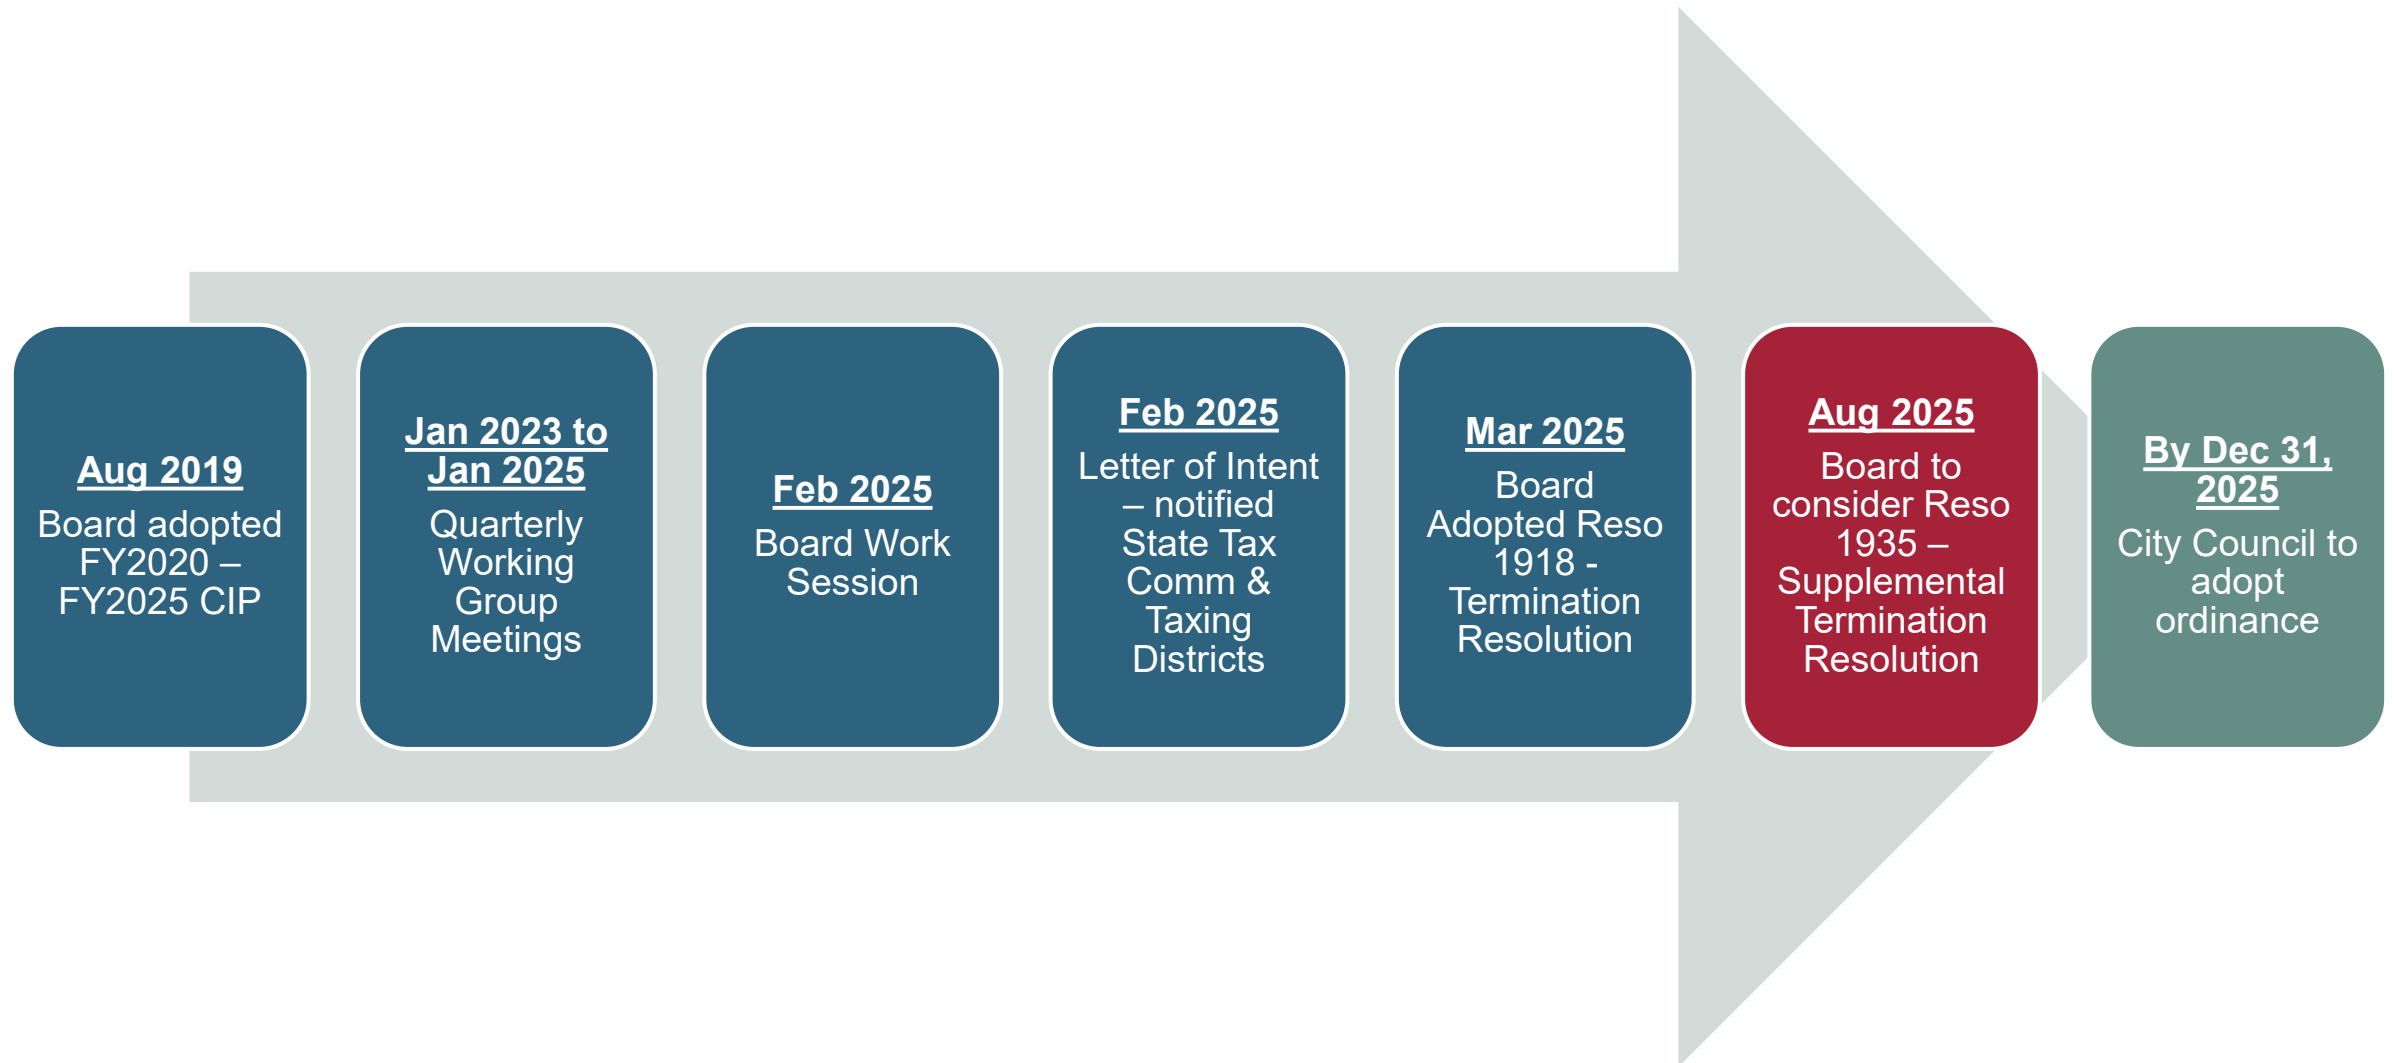 Aug 2019
Board adopted
FY2020 –
FY2025 CIP
Jan 2023 to
Jan 2025
Quarterly
Working
Group
Meetings
Feb 2025
Board Work
Session
Feb 2025
Letter of Intent
– notified
State Tax
Comm &
Taxing
Districts
Mar 2025
Board
Adopted Reso
1918 -
Termination
Resolution
Aug 2025
Board to
consider Reso
1935 –
Supplemental
Termination
Resolution
By Dec 31,
2025
City Council to
adopt
ordinance